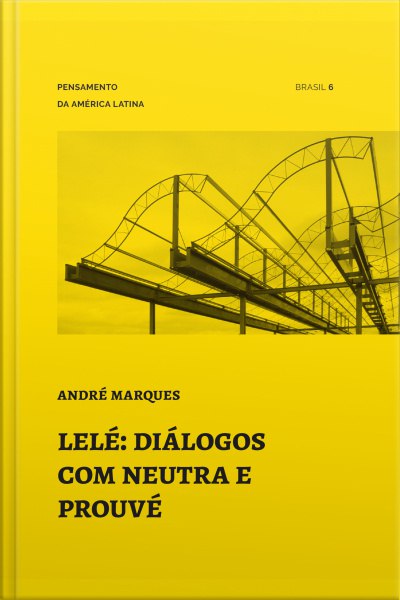 PENSAMENTO
DA AMÉRICA LATINA
BRASIL 6
ANDRÉ MARQUES
LELÉ: DIÁLOGOS
COM NEUTRA E
PROUVÉ